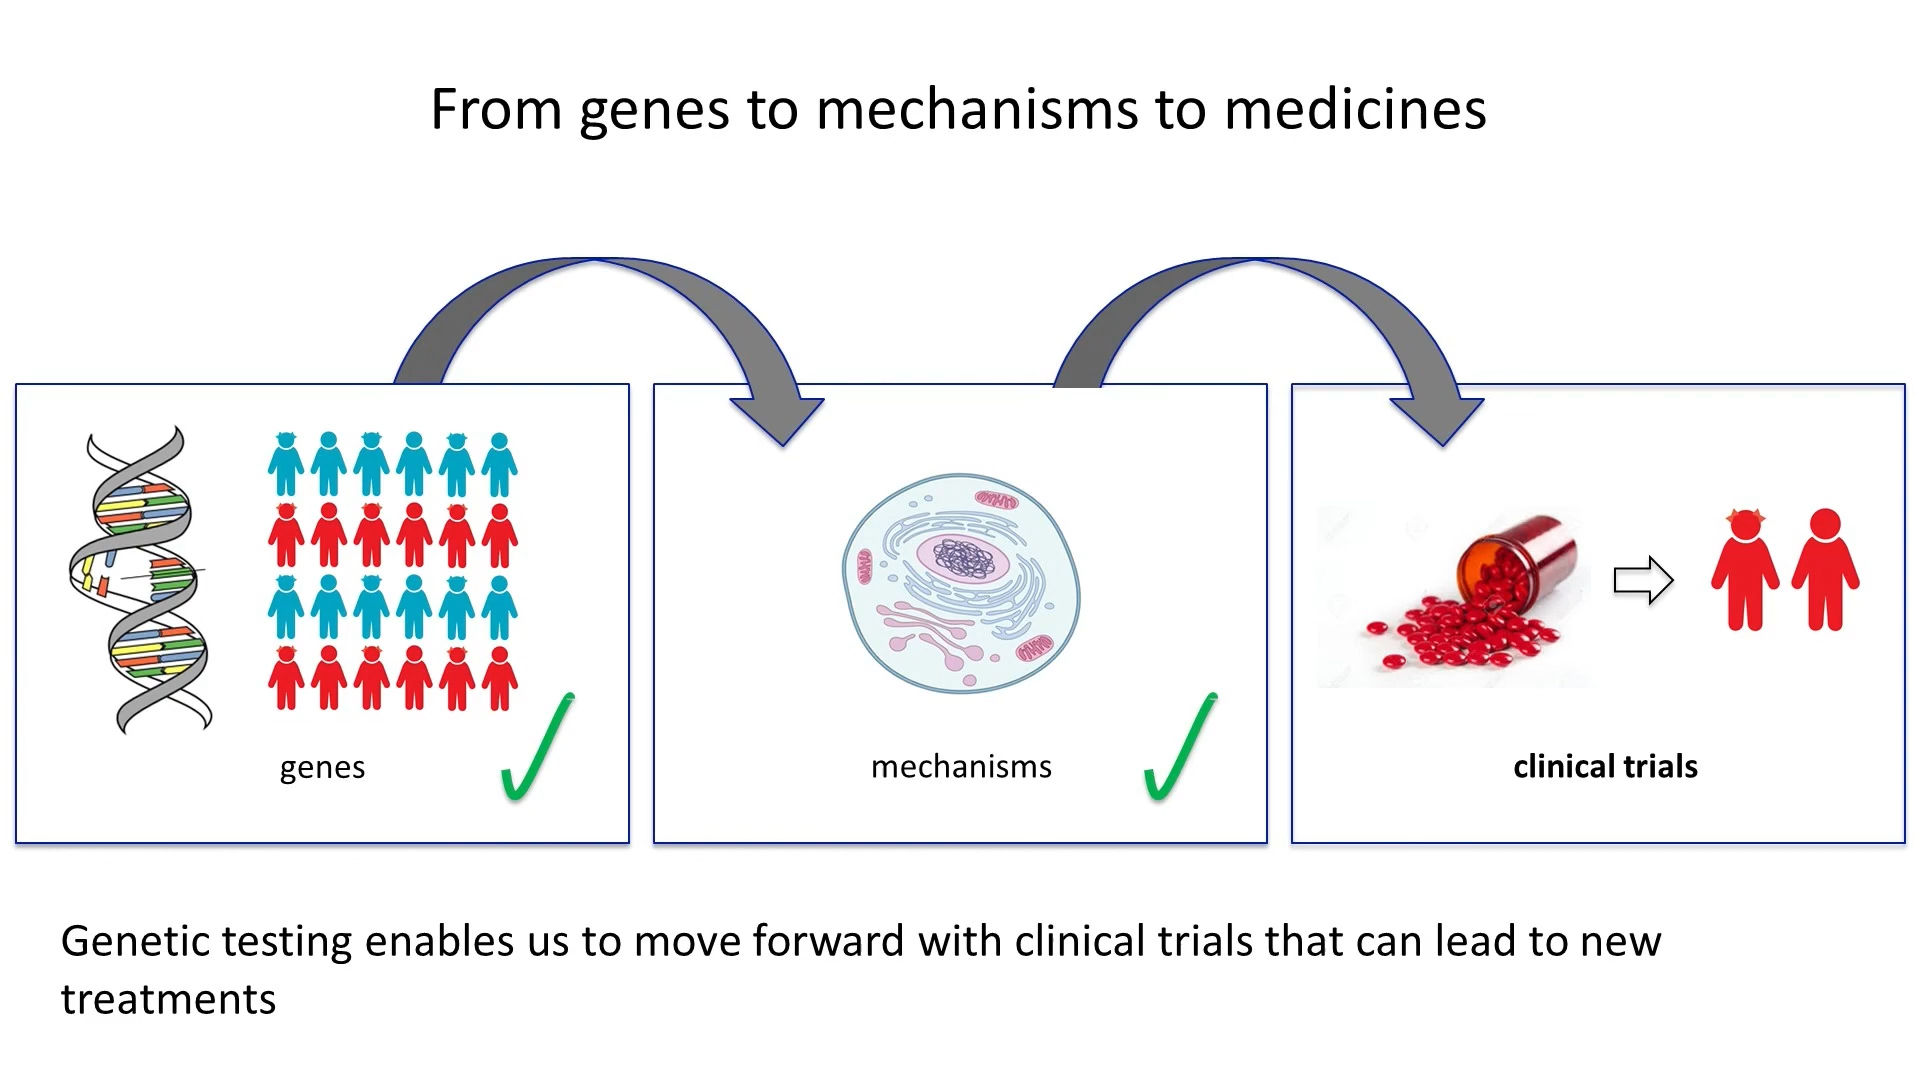 From genes to mechanisms to medicines
genes
mechanisms
clinical trials
Genetic testing enables us to move forward with clinical trials that can lead to new
treatments